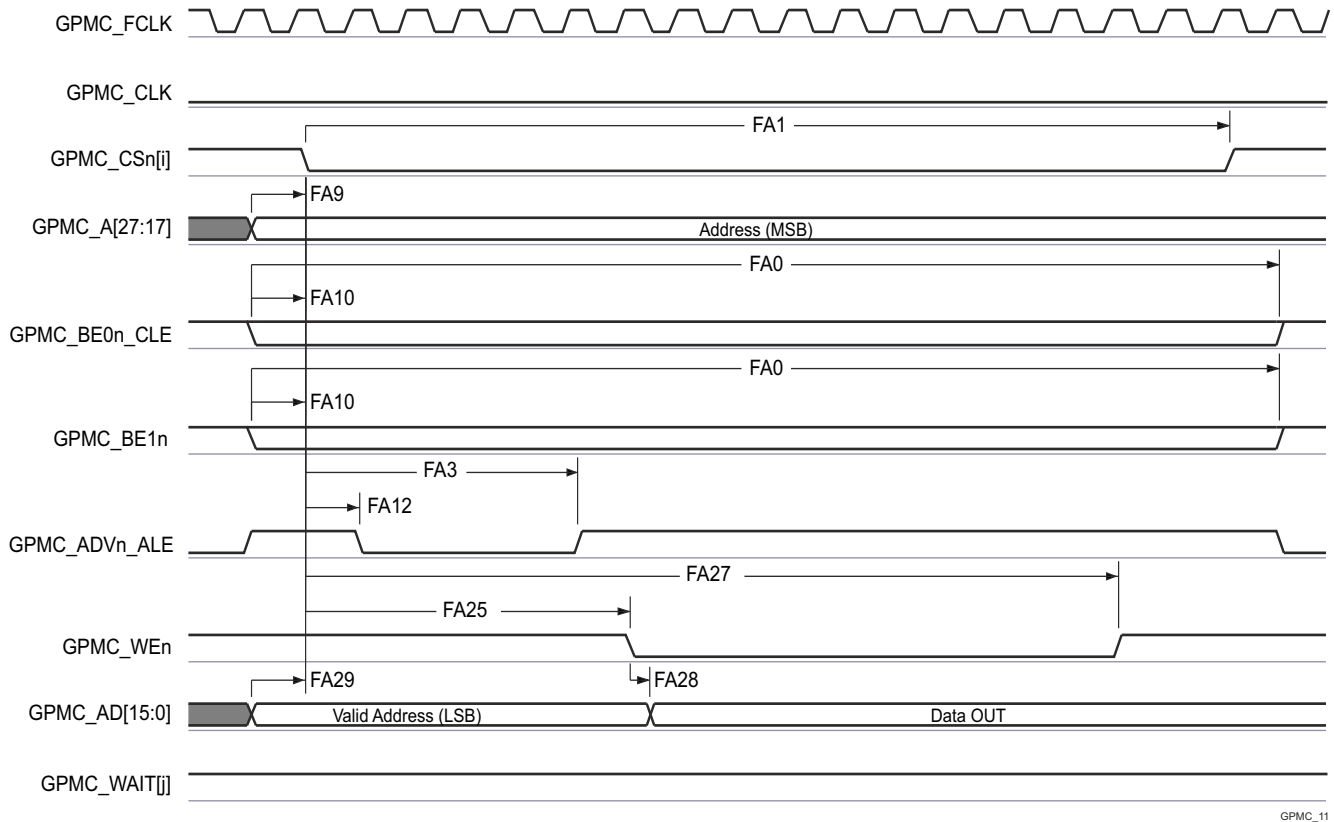 GPMC_FCLK
GPMC_CLK
FA1
GPMC_CSn[i]
FA9
GPMC_A[27:17]
Address (MSB)
FA0
FA10
GPMC_BE0n_CLE
FA0
FA10
GPMC_BE1n
FA3
FA12
GPMC_ADVn_ALE
FA27
FA25
GPMC_WEn
FA29
FA28
GPMC_AD[15:0]
Valid Address (LSB)
Data OUT
GPMC_WAIT[j]
GPMC_11